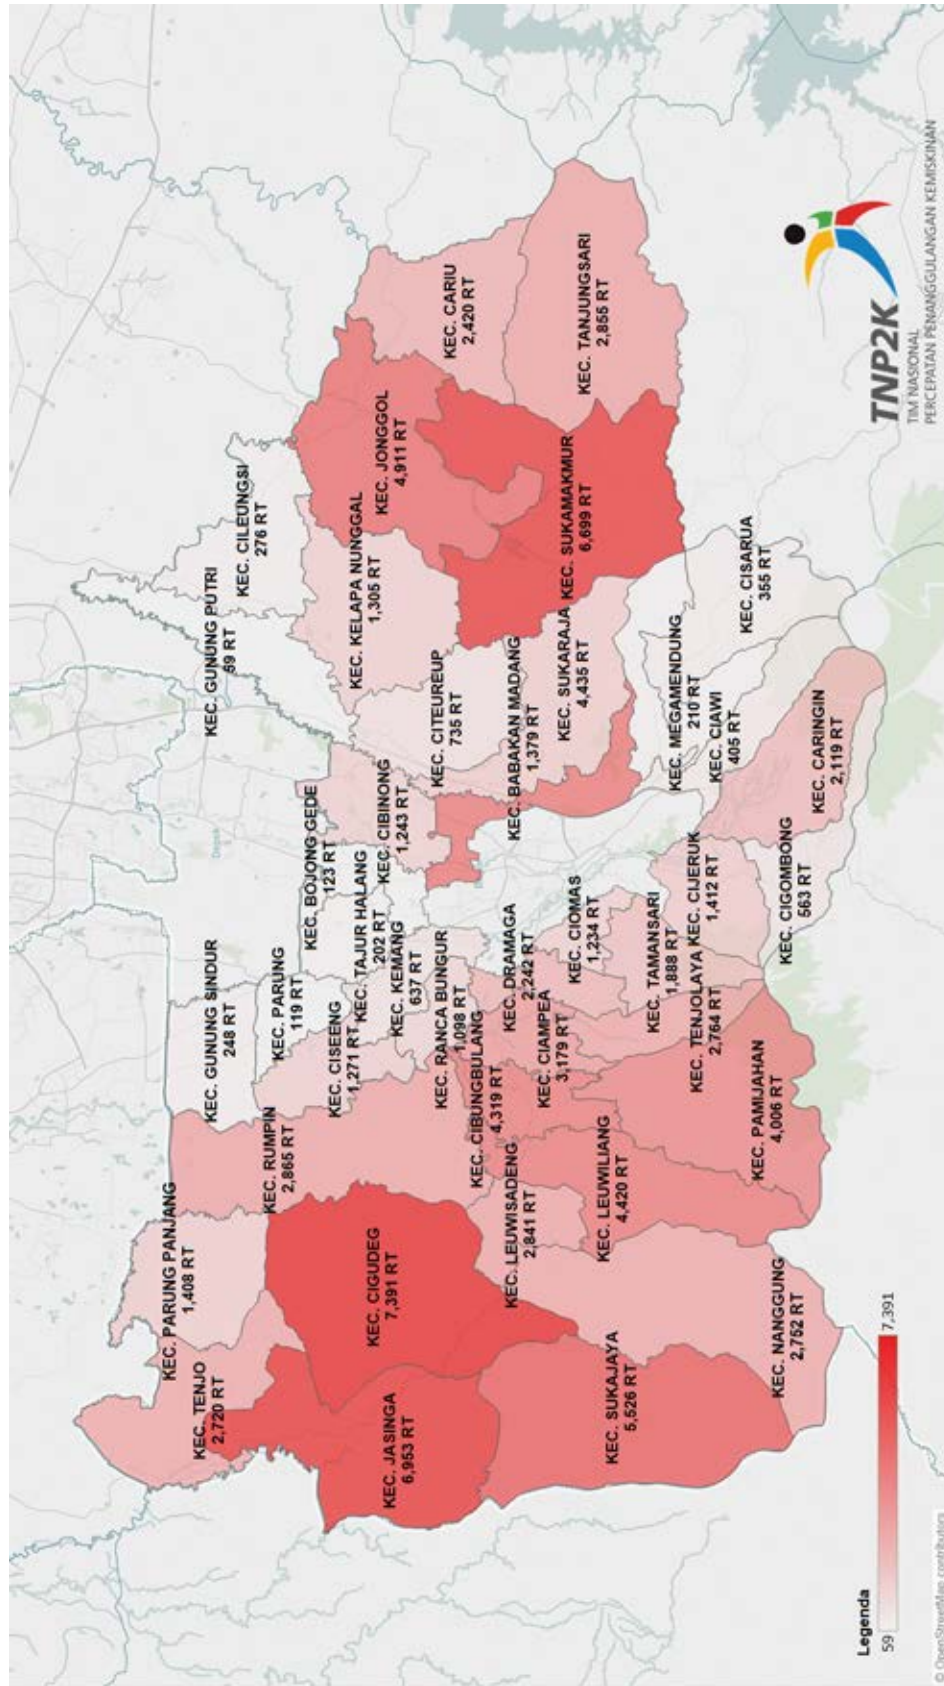 KEC. PARUNG PANJANG
1,408 RT
KEC. TENJO
2,720 RT
KEC. JASINGA
6,953 RT
KEC. CIGUDEG
7,391 RT
KEC. SUKAJAYA
5,526 RT
KEC. NANGGUNG
2,752 RT
KEC. LEUWISADENG
2,841 RT
KEC. LEUWILIANG
4,420 RT
KEC. RUMPIN
2,865 RT
KEC. GUNUNG SINDUR
248 RT
KEC. PARUNG
119 RT
KEC. CISEENG
1,271 RT
KEC. BOJONG GEDE
123 RT
KEC. TAJUR HALANG
202 RT
KEC. KEMANG
637 RT
KEC. RANCA BUNGUR
1,098 RT
KEC. CIBUNGBULANG
4,319 RT
KEC. DRAMAGA
2,242 RT
KEC. CIAMPEA
3,179 RT
KEC. CIOMAS
1,234 RT
KEC. TAMANSARI
1,888 RT
KEC. TENJOLAYA
2,764 RT
KEC. CIJERUK
1,412 RT
KEC. PAMIJAHAN
4,006 RT
KEC. CIGOMBONG
563 RT
KEC. CARINGIN
2,119 RT
KEC. CIBINONG
1,243 RT
KEC. CITEUREUP
735 RT
KEC. BABAKAN MADANG
1,379 RT
KEC. SUKARAJA
4,435 RT
KEC. MEGAMENDUNG
210 RT
KEC. CIAWI
405 RT
KEC. CISARUA
355 RT
KEC. GUNUNG PUTRI
59 RT
KEC. CILEUNGSI
276 RT
KEC. KELAPA NUNGGAL
1,305 RT
KEC. JONGGOL
4,911 RT
KEC. SUKAMAKMUR
6,699 RT
KEC. CARIU
2,420 RT
KEC. TANJUNGSARI
2,855 RT
Depok
Legenda
59
7,391
TNP2K
TIM NASIONAL
PERCEPATAN PENANGGULANGAN KEMISKINAN
© OpenStreetMap contributors